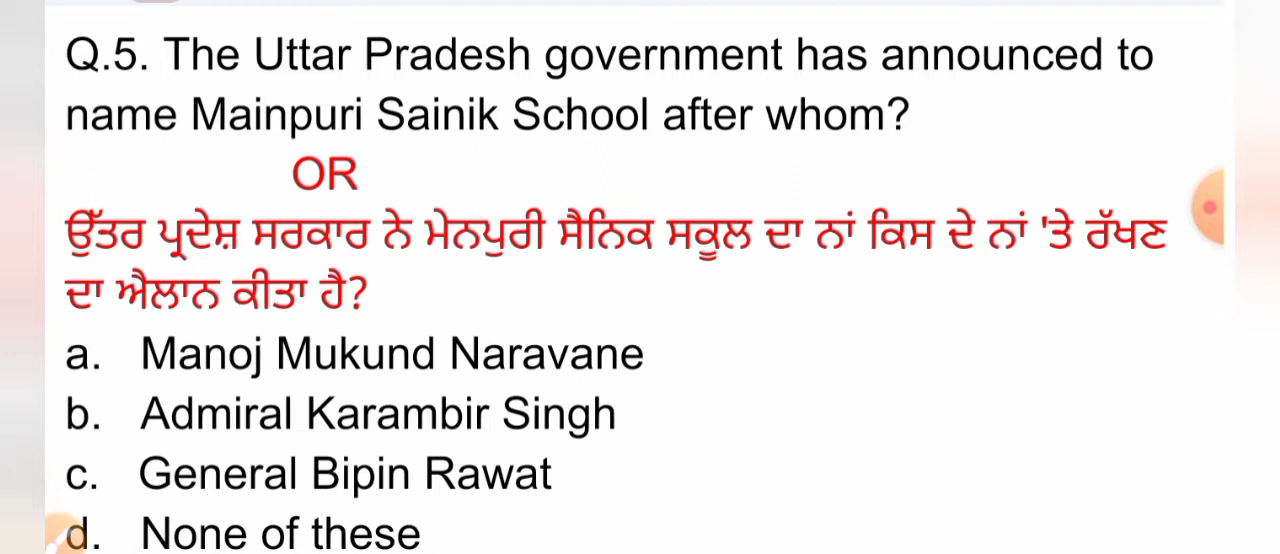 Q.5. The Uttar Pradesh government has announced to
name Mainpuri Sainik School after whom?
OR
ਉੱਤਰ ਪ੍ਰਦੇਸ਼ ਸਰਕਾਰ ਨੇ ਮੇਨਪੁਰੀ ਸੈਨਿਕ ਸਕੂਲ ਦਾ ਨਾਂ ਕਿਸ ਦੇ ਨਾਂ 'ਤੇ ਰੱਖਣ
ਦਾ ਐਲਾਨ ਕੀਤਾ ਹੈ?
a. Manoj Mukund Naravane
b. Admiral Karambir Singh
c. General Bipin Rawat
d. None of these